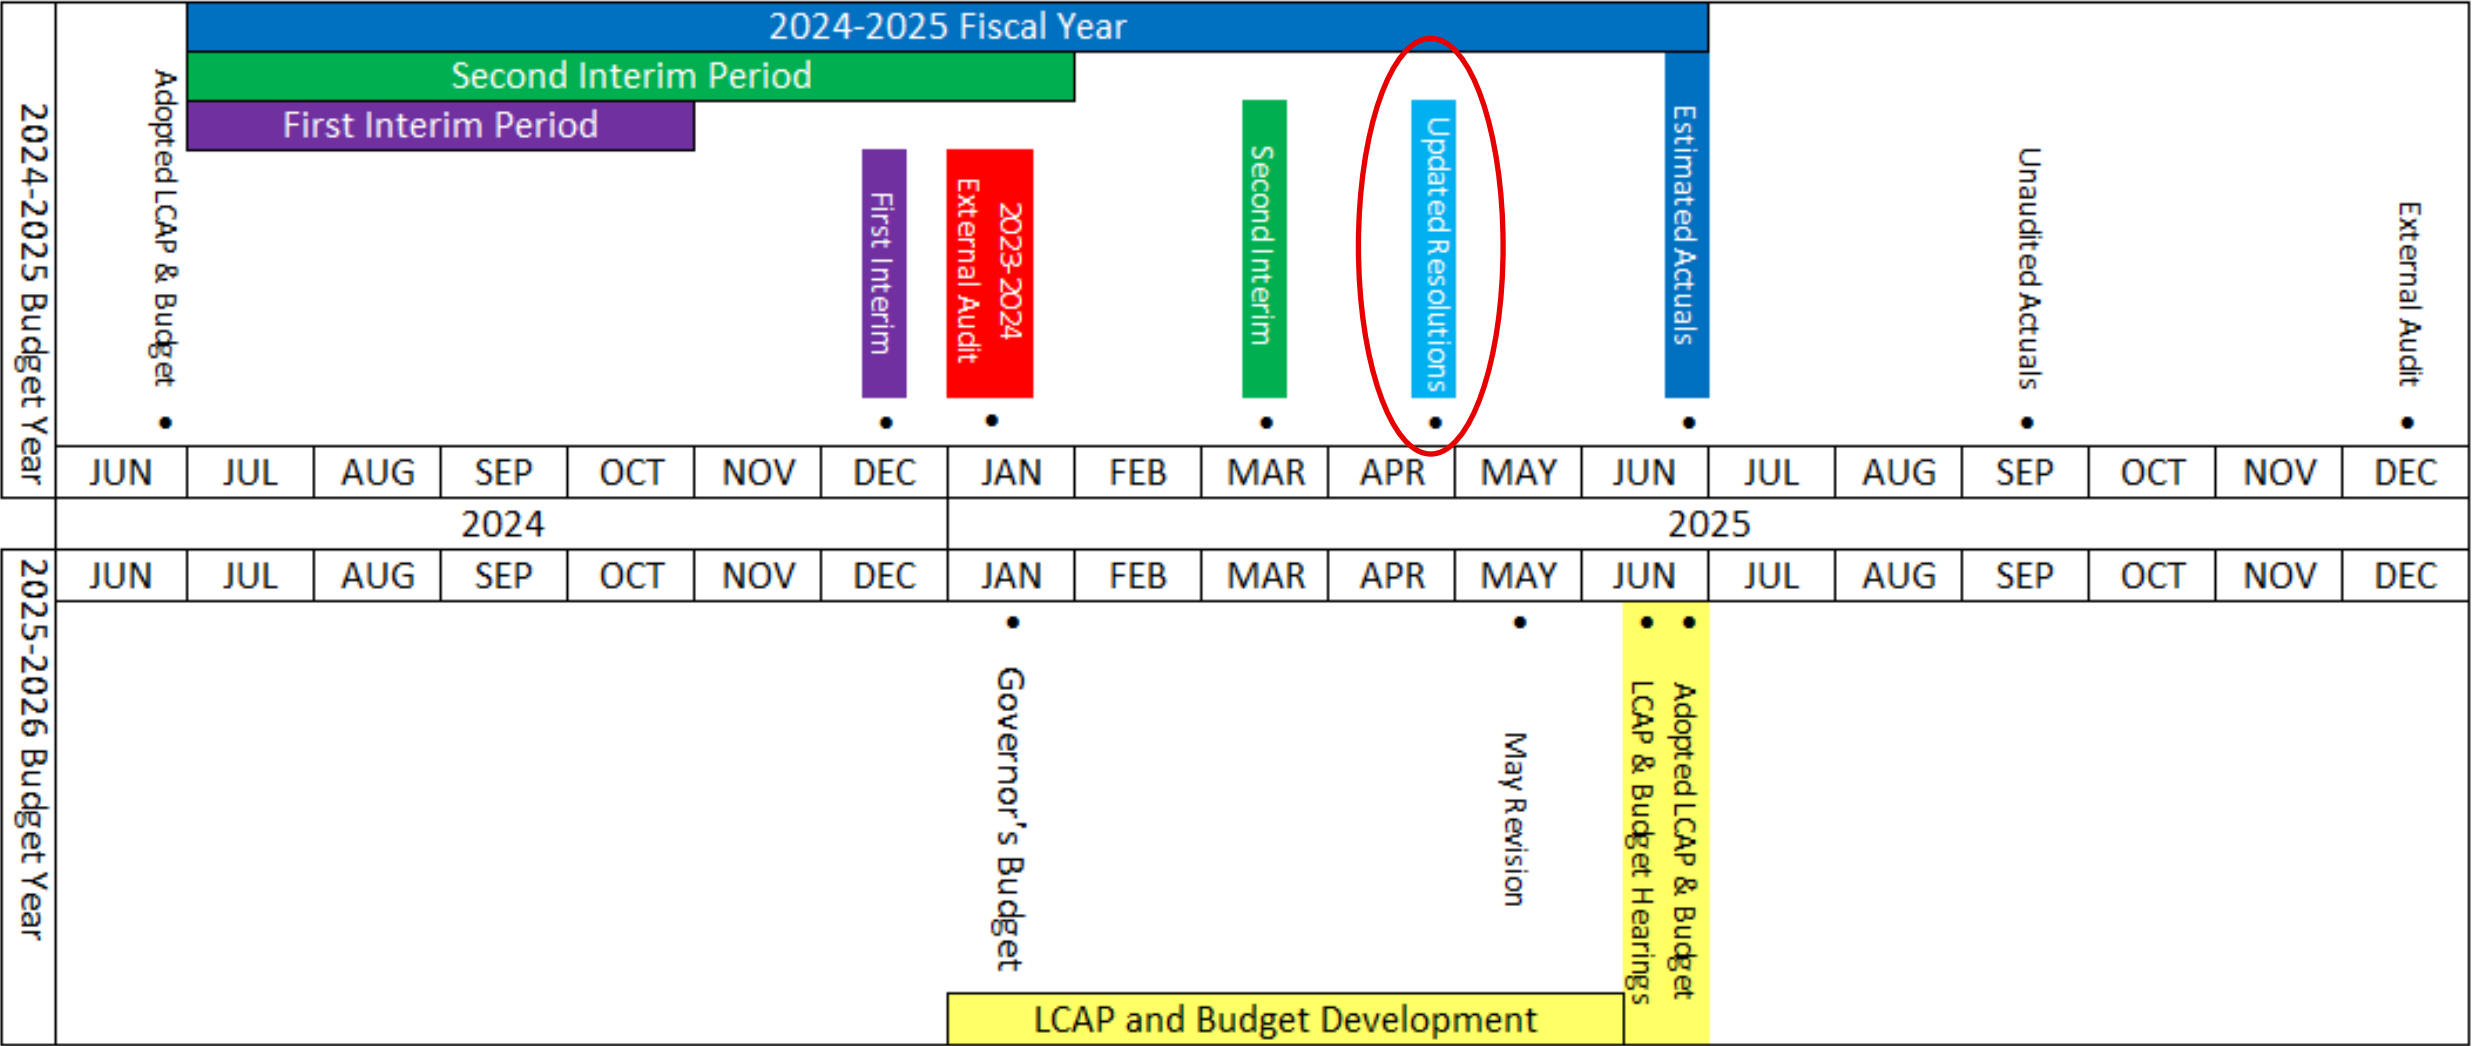 2024-2025 Budget Year
2024-2025 Fiscal Year
Second Interim Period
First Interim Period
Adopted LCAP & Budget
First Interim
2023-2024
External Audit
Second Interim
Updated Resolutions
Estimated Actuals
Unaudited Actuals
External Audit
JUN JUL AUG SEP OCT NOV DEC JAN FEB MAR APR MAY JUN JUL AUG SEP OCT NOV DEC
2024 2025
JUN JUL AUG SEP OCT NOV DEC JAN FEB MAR APR MAY JUN JUL AUG SEP OCT NOV DEC
2025-2026 Budget Year
Governor's Budget
May Revision
LCAP & Budget Hearings
Adopted LCAP & Budget
LCAP and Budget Development